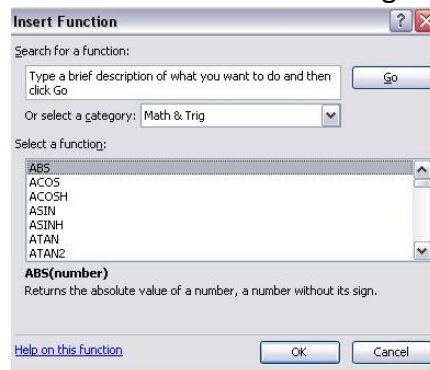 Insert Function
Search for a function:
Type a brief description of what you want to do and then
click Go
Go
Or select a category: Math & Trig
Select a function:
ABS
ACOS
ACOSH
ASIN
ASINH
ATAN
ATAN2
ABS(number)
Returns the absolute value of a number, a number without its sign.
Help on this function
OK
Cancel